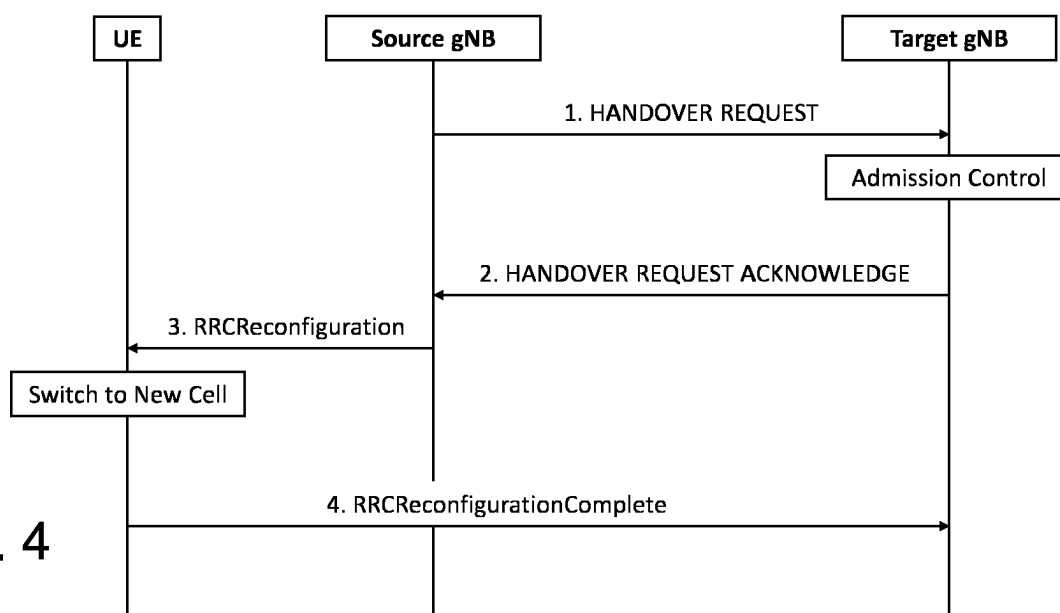 UE
Source gNB
Target gNB
1. HANDOVER REQUEST
Admission Control
2. HANDOVER REQUEST ACKNOWLEDGE
3. RRCReconfiguration
Switch to New Cell
4. RRCReconfigurationComplete
. 4